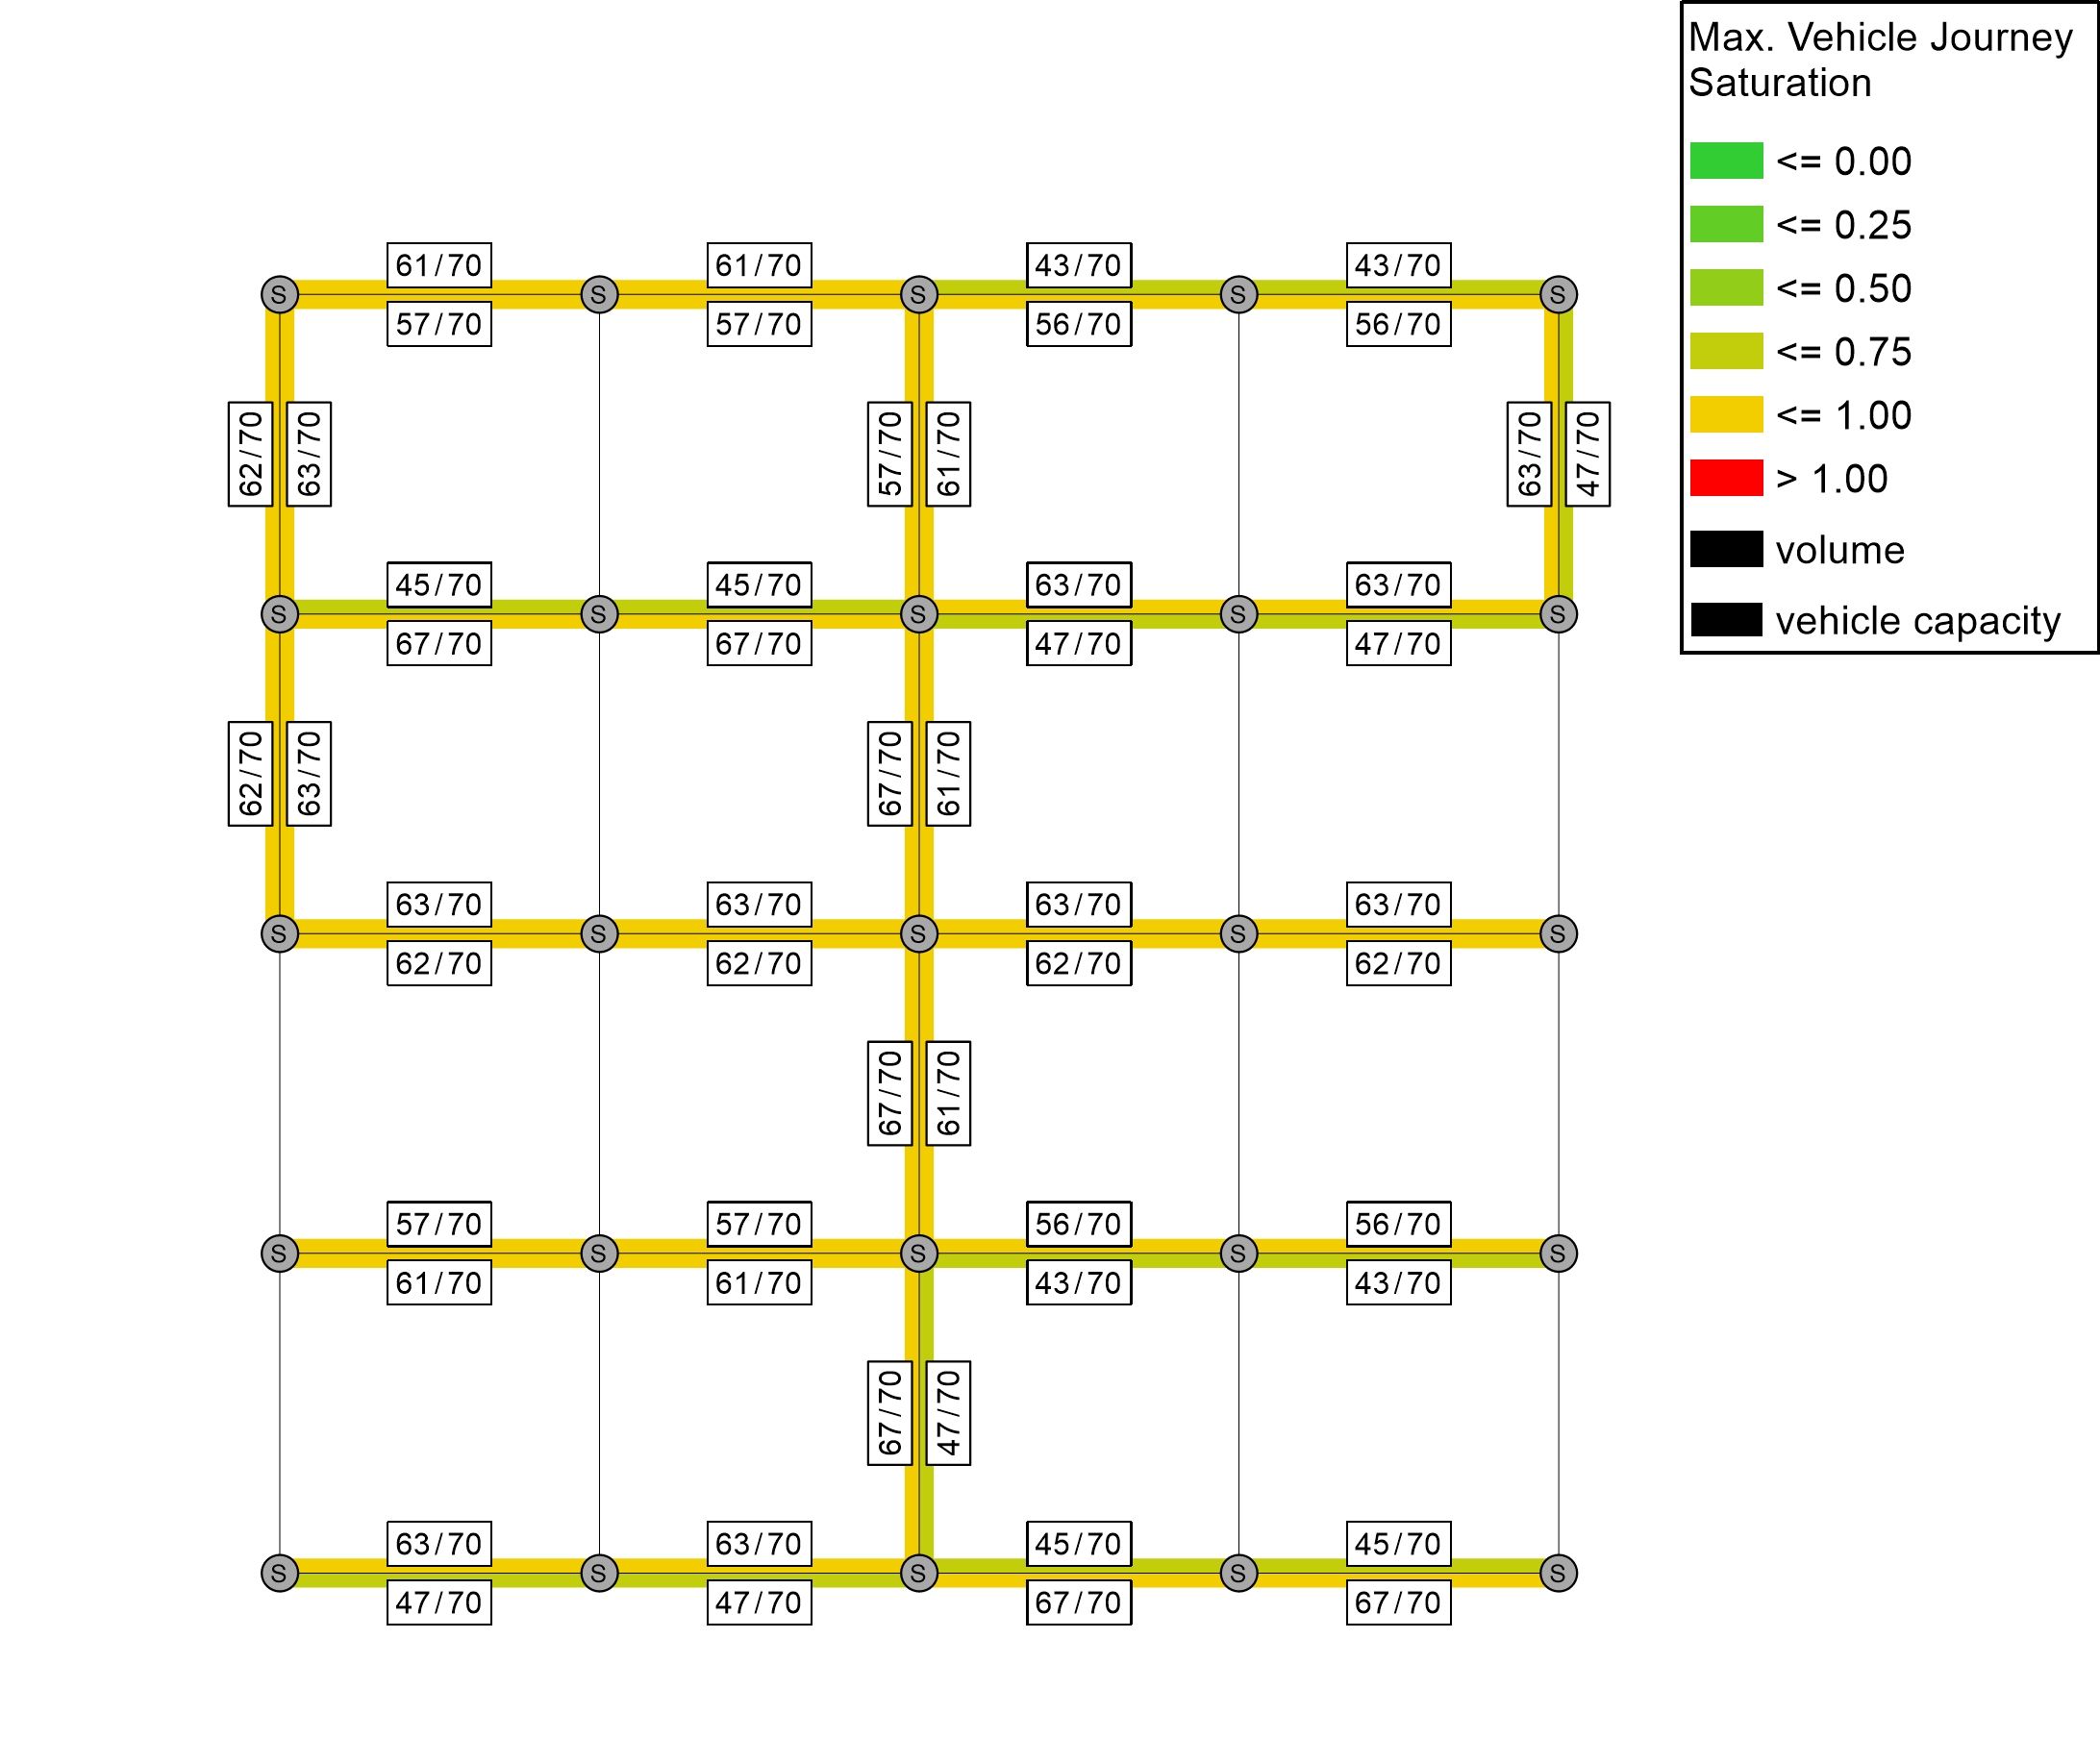 Max. Vehicle Journey
Saturation
<= 0.00
<= 0.25
<= 0.50
<= 0.75
<= 1.00
> 1.00
volume
vehicle capacity
61/70 61/70 43/70 43/70
S S S S S
57/70 57/70 56/70 56/70
62/70 63/70 57/70 61/70 63/70 47/70
45/70 45/70 63/70 63/70
S S S S S
67/70 67/70 47/70 47/70
62/70 63/70 67/70 61/70
63/70 63/70 63/70 63/70
S S S S S
62/70 62/70 62/70 62/70
67/70 61/70
57/70 57/70 56/70 56/70
S S S S S
61/70 61/70 43/70 43/70
67/70 47/70
63/70 63/70 45/70 45/70
S S S S S
47/70 47/70 67/70 67/70